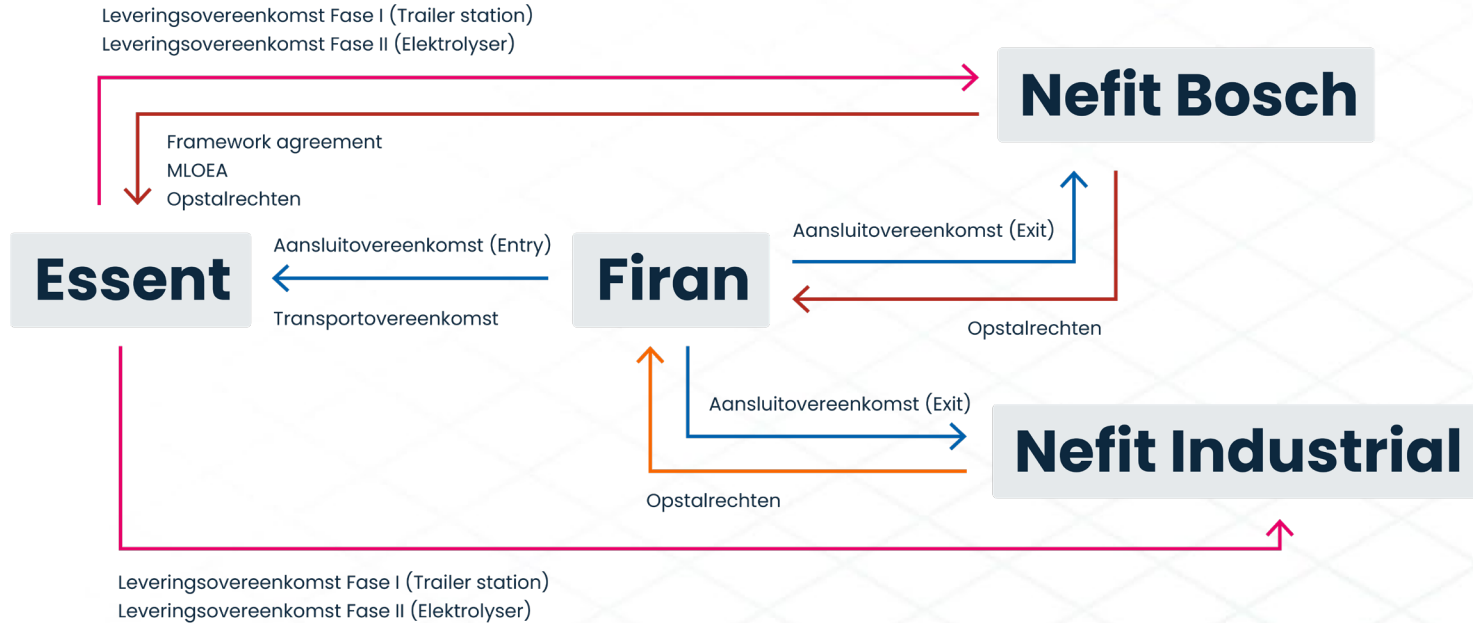 Leveringsovereenkomst Fase I (Trailer station)
Leveringsovereenkomst Fase II (Elektrolyser)
Nefit Bosch
Framework agreement
MLOEA
Opstalrechten
Essent
Aansluitovereenkomst (Entry)
Transportovereenkomst
Firan
Aansluitovereenkomst (Exit)
Opstalrechten
Aansluitovereenkomst (Exit)
Nefit Industrial
Opstalrechten
Leveringsovereenkomst Fase I (Trailer station)
Leveringsovereenkomst Fase II (Elektrolyser)